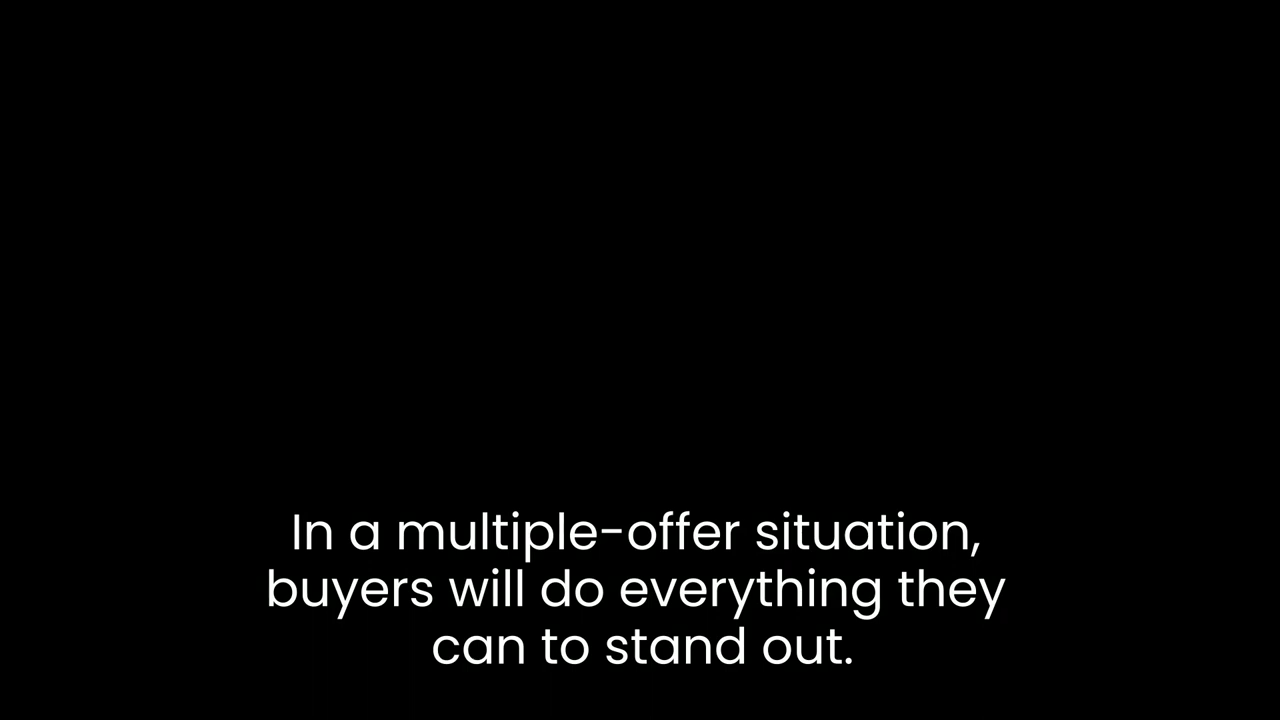 In a multiple-offer situation,
buyers will do everything they
can to stand out.